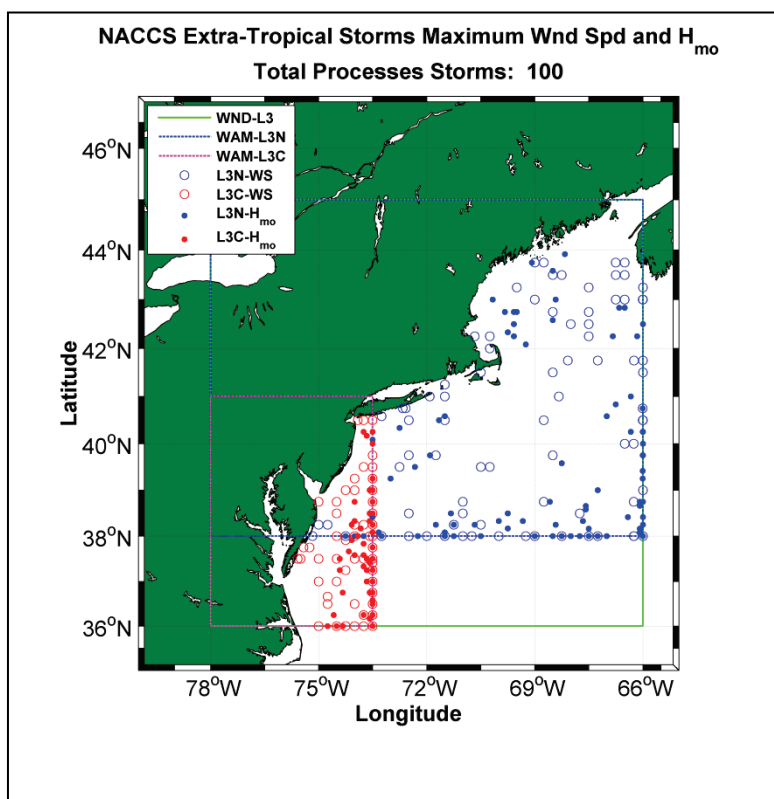 NACCS Extra-Tropical Storms Maximum Wnd Spd and Hmo
Total Processes Storms: 100
WND-L3
WAM-L3N
WAM-L3C
L3N-WS
L3C-WS
L3N-Hmo
L3C-Hmo
46°N
44°N
42°N
40°N
38°N
36°N
Latitude
78°W 75°W 72°W 69°W 66°W
Longitude